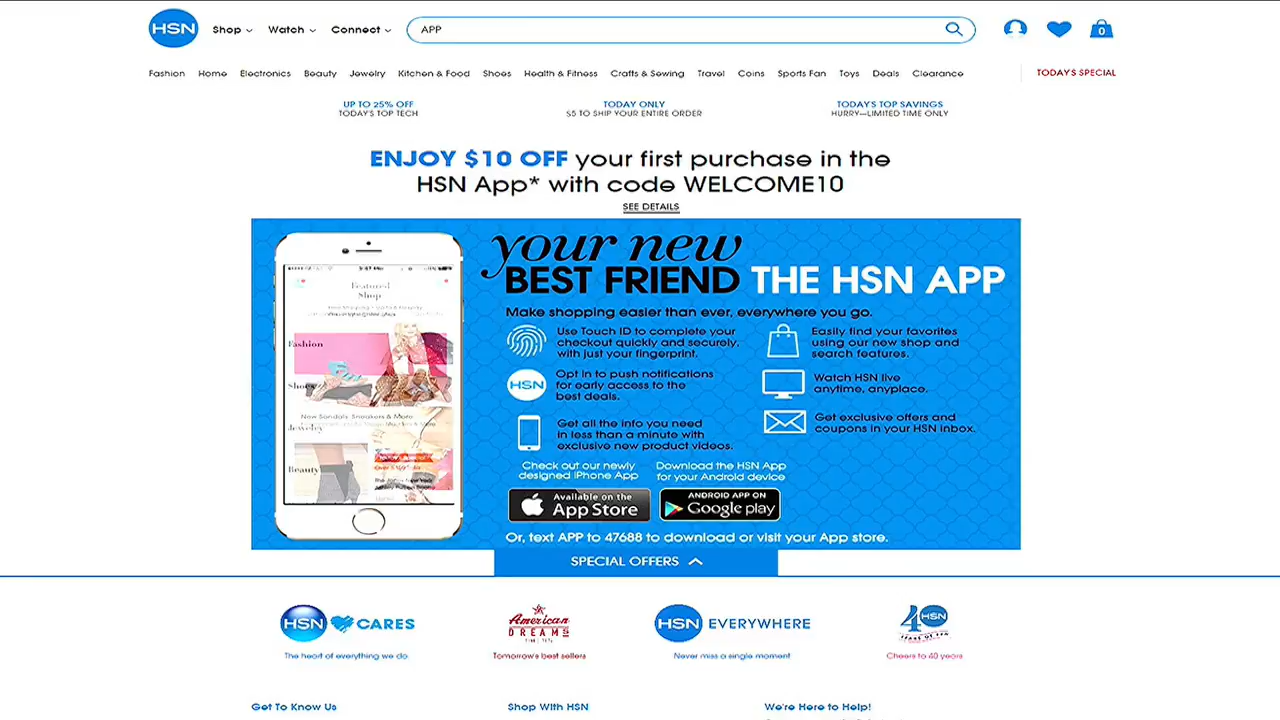 HSN
Shop
Watch
Connect
APP
0
Fashion
Home
Electronics
Beauty
Jewelry
Kitchen & Food
Shoes
Health & Fitness
Crafts & Sewing
Travel
Coins
Sports Fan
Toys
Deals
Clearance
TODAY'S SPECIAL
UP TO 25% OFF
TODAY'S TOP TECH
TODAY ONLY
$5 TO SHIP YOUR ENTIRE ORDER
TODAY'S TOP SAVINGS
HURRY—LIMITED TIME ONLY
ENJOY $10 OFF your first purchase in the
HSN App* with code WELCOME10
SEE DETAILS
your new
BEST FRIEND THE HSN APP
Make shopping easier than ever, everywhere you go.
Use Touch ID to complete your
checkout quickly and securely,
with just your fingerprint.
HSN
Opt in to push notifications
for early access to the
best deals.
Get all the info you need
in less than a minute with
exclusive new product videos.
Easily find your favorites
using our new shop and
search features.
Watch HSN live
anytime, anyplace.
Get exclusive offers and
coupons in your HSN inbox.
Featured
Shop
Fashion
New Sandals, Sneakers & More
Jewelry
Beauty
Check out our newly
designed iPhone App
Download the HSN App
for your Android device
Available on the
App Store
ANDROID APP ON
Google play
Or, text APP to 47688 to download or visit your App store.
SPECIAL OFFERS
HSN CARES
The heart of everything we do
American
DREAMS
Tomorrow's best sellers
HSN EVERYWHERE
Never miss a single moment
40 HSN
Cheers to 40 years
Get To Know Us
Shop With HSN
We're Here to Help!